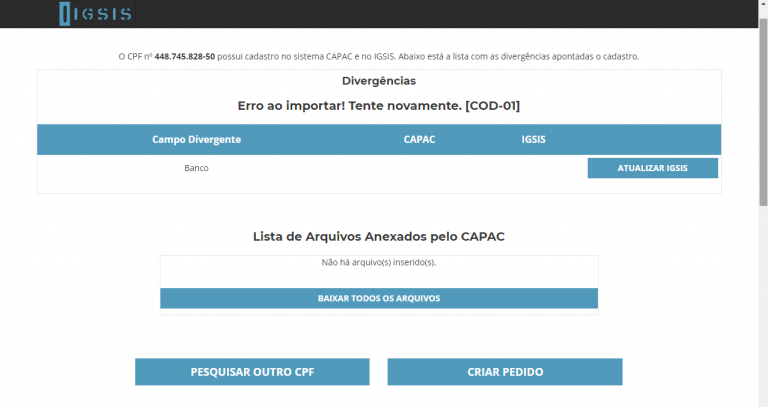 IGSIS
O CPF nº 448.745.828-50 possui cadastro no sistema CAPAC e no IGSIS. Abaixo está a lista com as divergências apontadas o cadastro.
Divergências
Erro ao importar! Tente novamente. [COD-01]
Campo Divergente CAPAC IGSIS
Banco ATUALIZAR IGSIS
Lista de Arquivos Anexados pelo CAPAC
Não há arquivo(s) inserido(s).
BAIXAR TODOS OS ARQUIVOS
PESQUISAR OUTRO CPF CRIAR PEDIDO